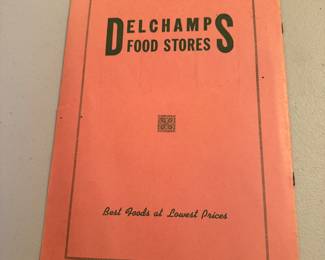 DELCHAMPS
FOOD STORES
Best Foods at Lowest Prices